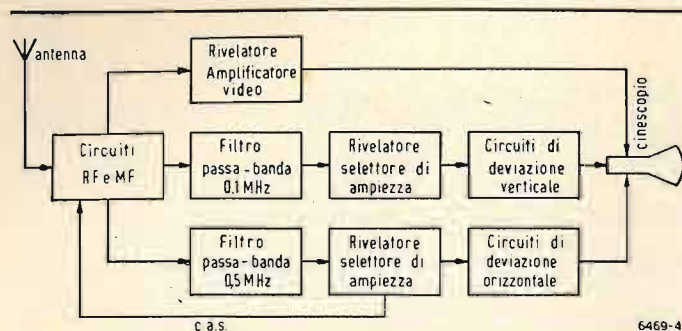 antenna
Rivelatore
Amplificatore
video
cinescopio
Circuiti
RF e MF
Filtro
passa-banda
0,1 MHz
Rivelatore
selettore di
ampiezza
Circuiti di
deviazione
verticale
Filtro
passa-banda
0,5 MHz
Rivelatore
selettore di
ampiezza
Circuiti di
deviazione
orizzontale
c.a.s.
6469-4